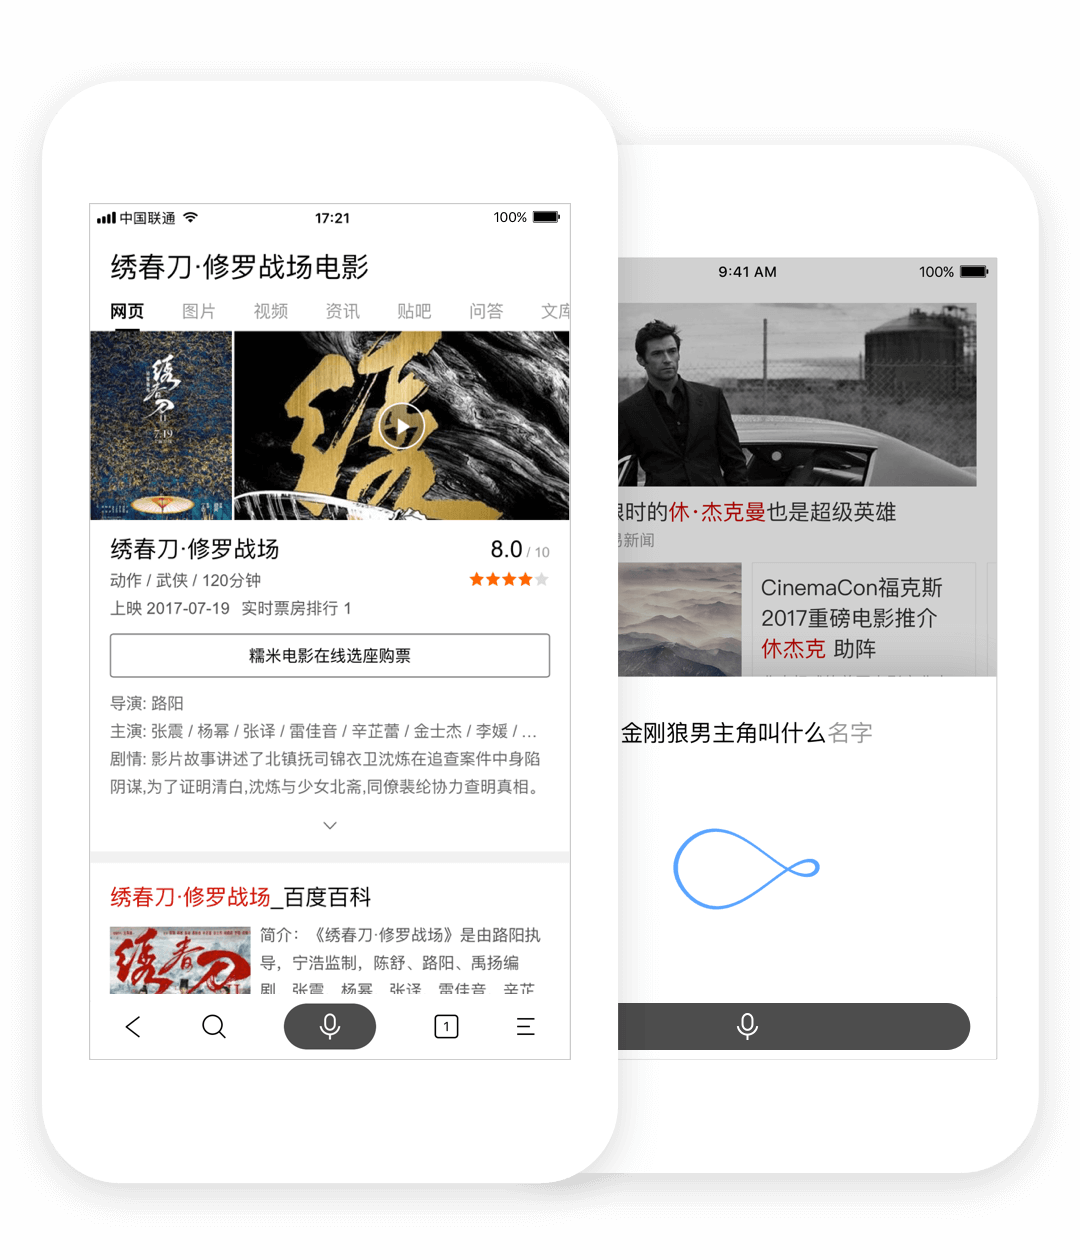 中国联通 17:21 100%
绣春刀·修罗战场电影
网页 图片 视频 资讯 贴吧 问答 文库
绣春刀
7.19
绣
绣春刀·修罗战场 8.0 / 10
动作 / 武侠 / 120分钟
上映 2017-07-19 实时票房排行 1
糯米电影在线选座购票
导演: 路阳
主演: 张震 / 杨幂 / 张译 / 雷佳音 / 辛芷蕾 / 金士杰 / 李媛 / ...
剧情: 影片故事讲述了北镇抚司锦衣卫沈炼在追查案件中身陷
阴谋,为了证明清白,沈炼与少女北斋,同僚裴纶协力查明真相。
绣春刀·修罗战场_百度百科
绣春刀
简介：《绣春刀·修罗战场》是由路阳执
导，宁浩监制，陈舒、路阳、禹扬编
剧，张震、杨幂、张译、雷佳音、辛芷
1
9:41 AM 100%
时的休·杰克曼也是超级英雄
新闻
CinemaCon福克斯
2017重磅电影推介
休杰克 助阵
金刚狼男主角叫什么名字